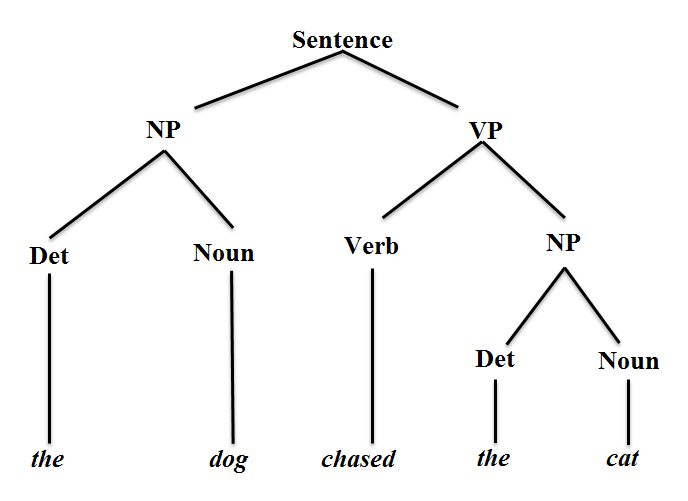 Sentence
NP VP
Det Noun Verb NP
Det Noun
the dog chased the cat